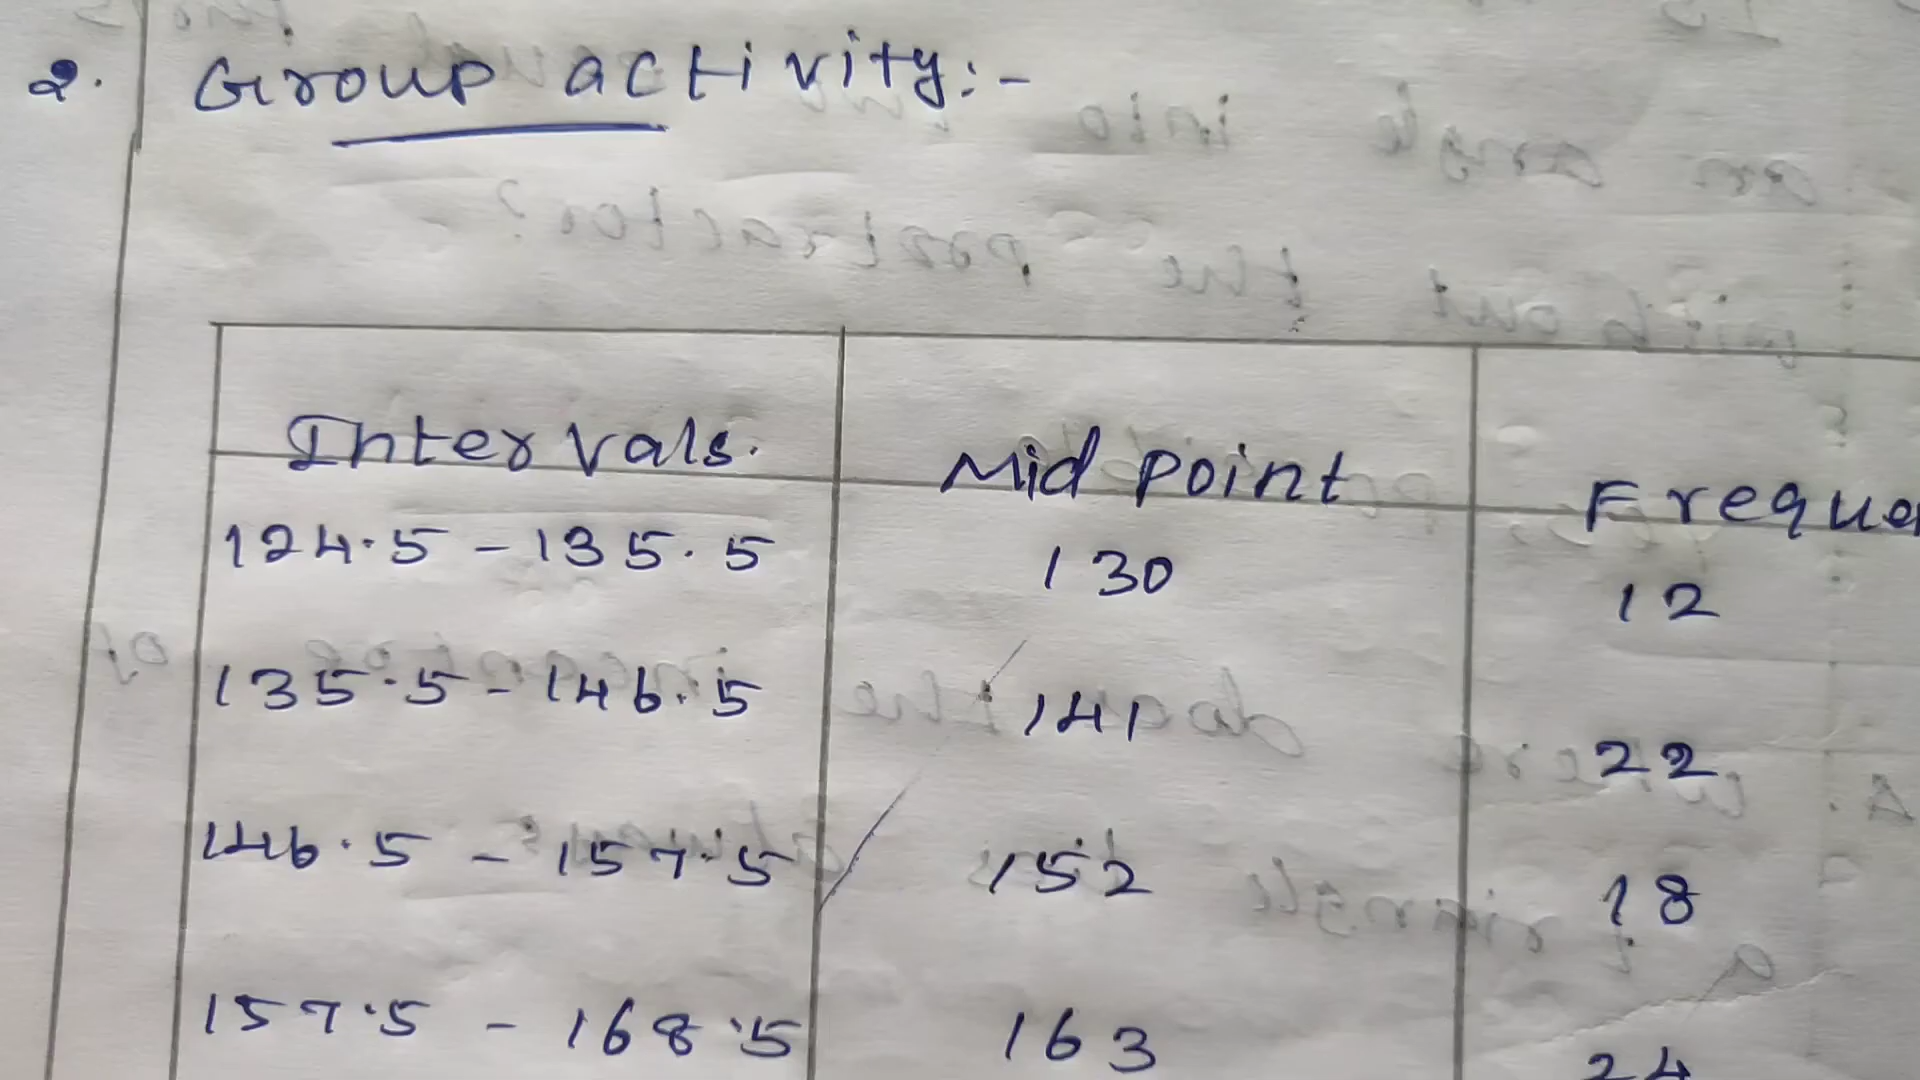 2. Group activity:-
Intervals. Mid point Freque
124.5 - 135.5 130 12
135.5 - 146.5 141 22
146.5 - 157.5 152 18
157.5 - 168.5 163 24